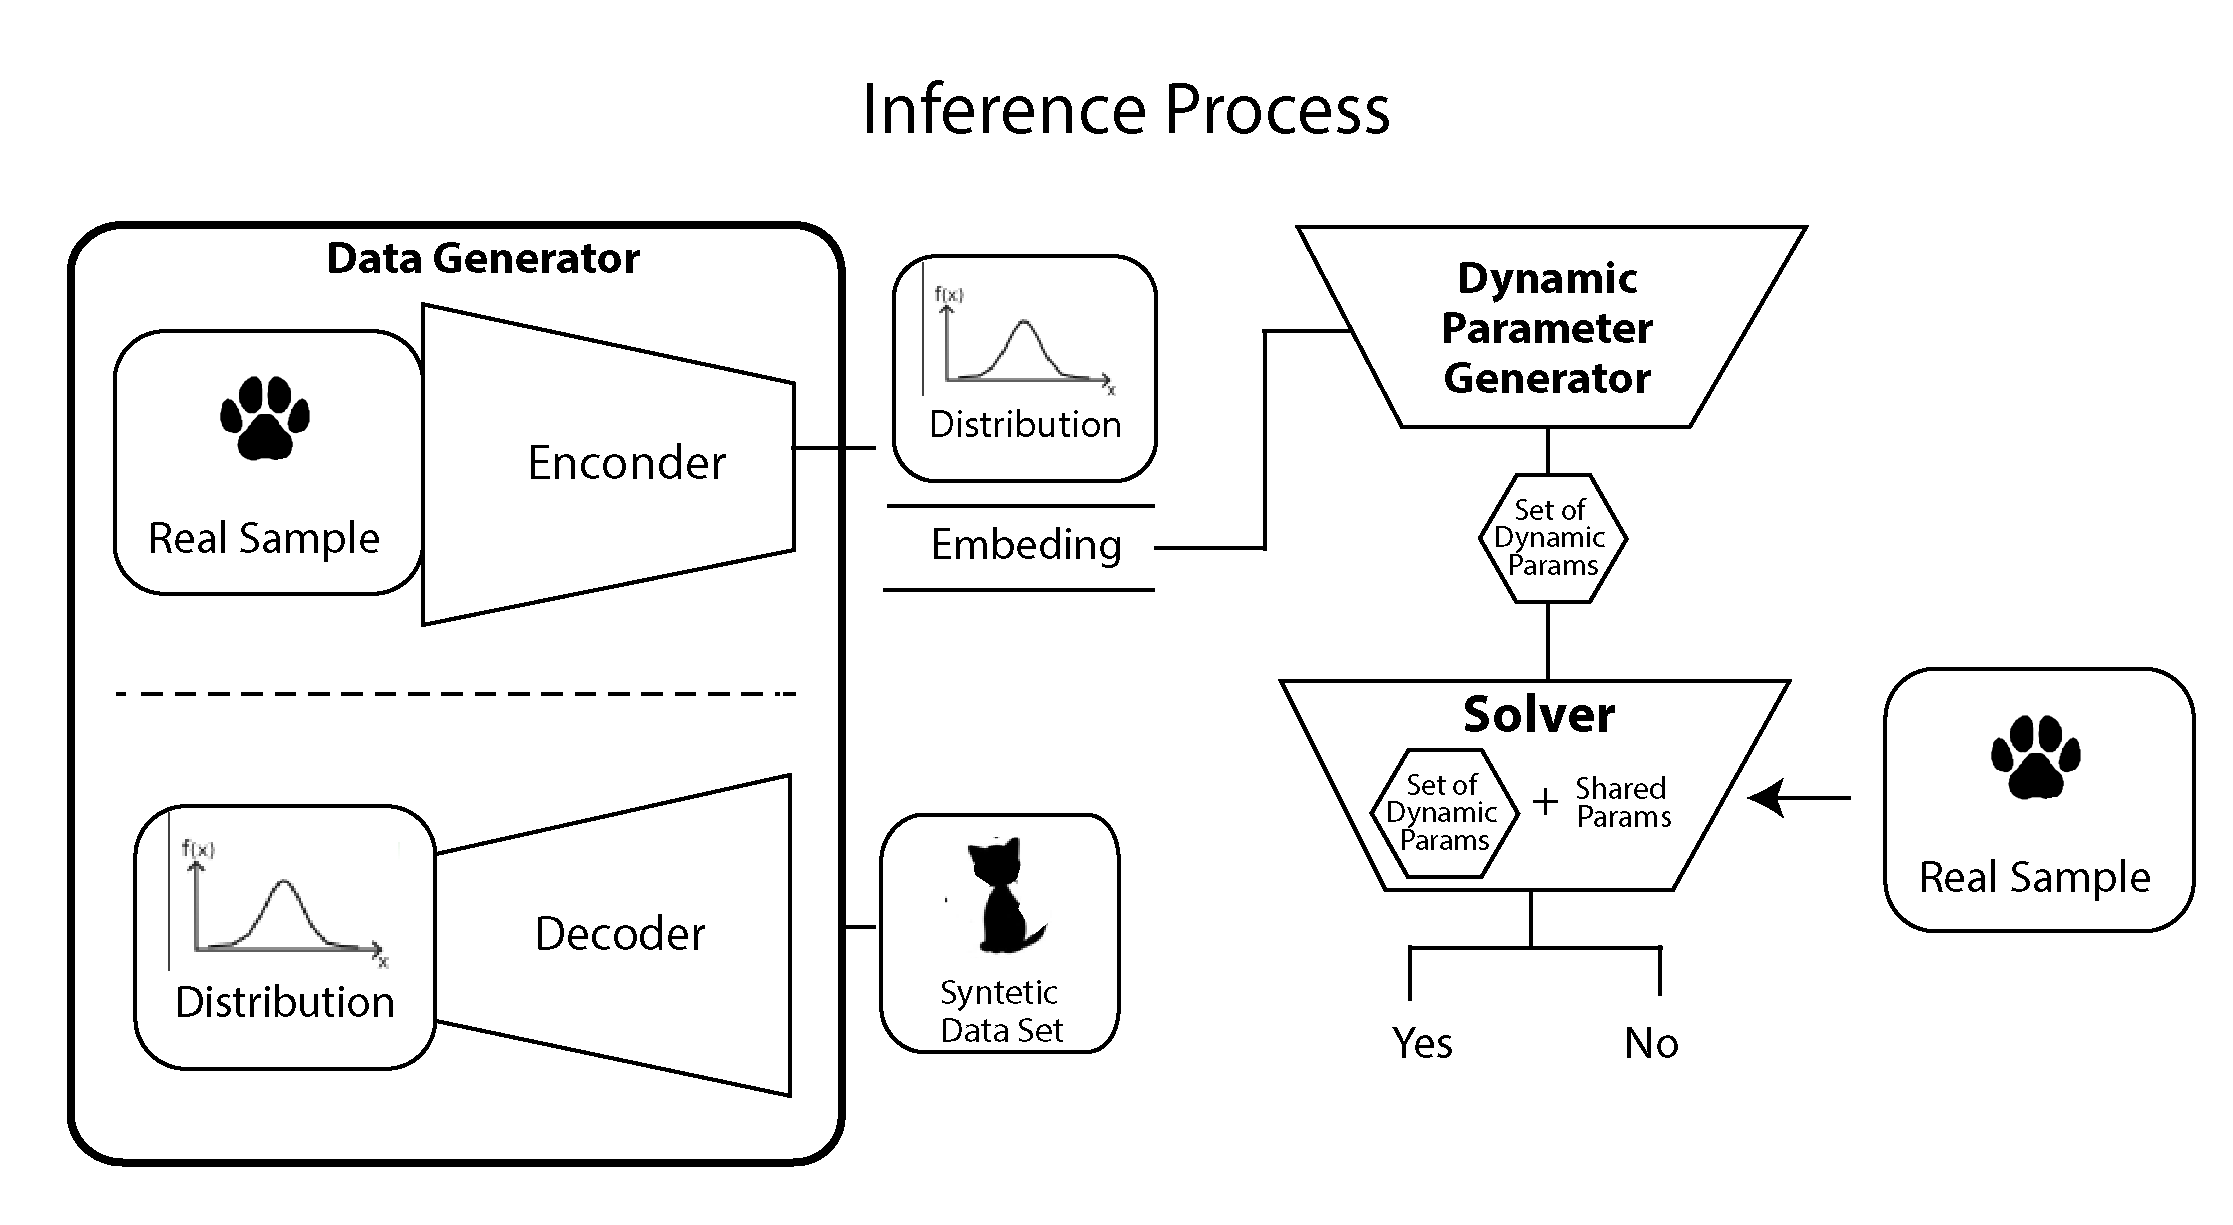 Inference Process
Data Generator
Real Sample
Enconder
f(x)
x
Distribution
Embeding
f(x)
x
Distribution
Decoder
Syntetic
Data Set
Dynamic
Parameter
Generator
Set of
Dynamic
Params
Solver
Set of
Dynamic
Params
+
Shared
Params
Real Sample
Yes
No